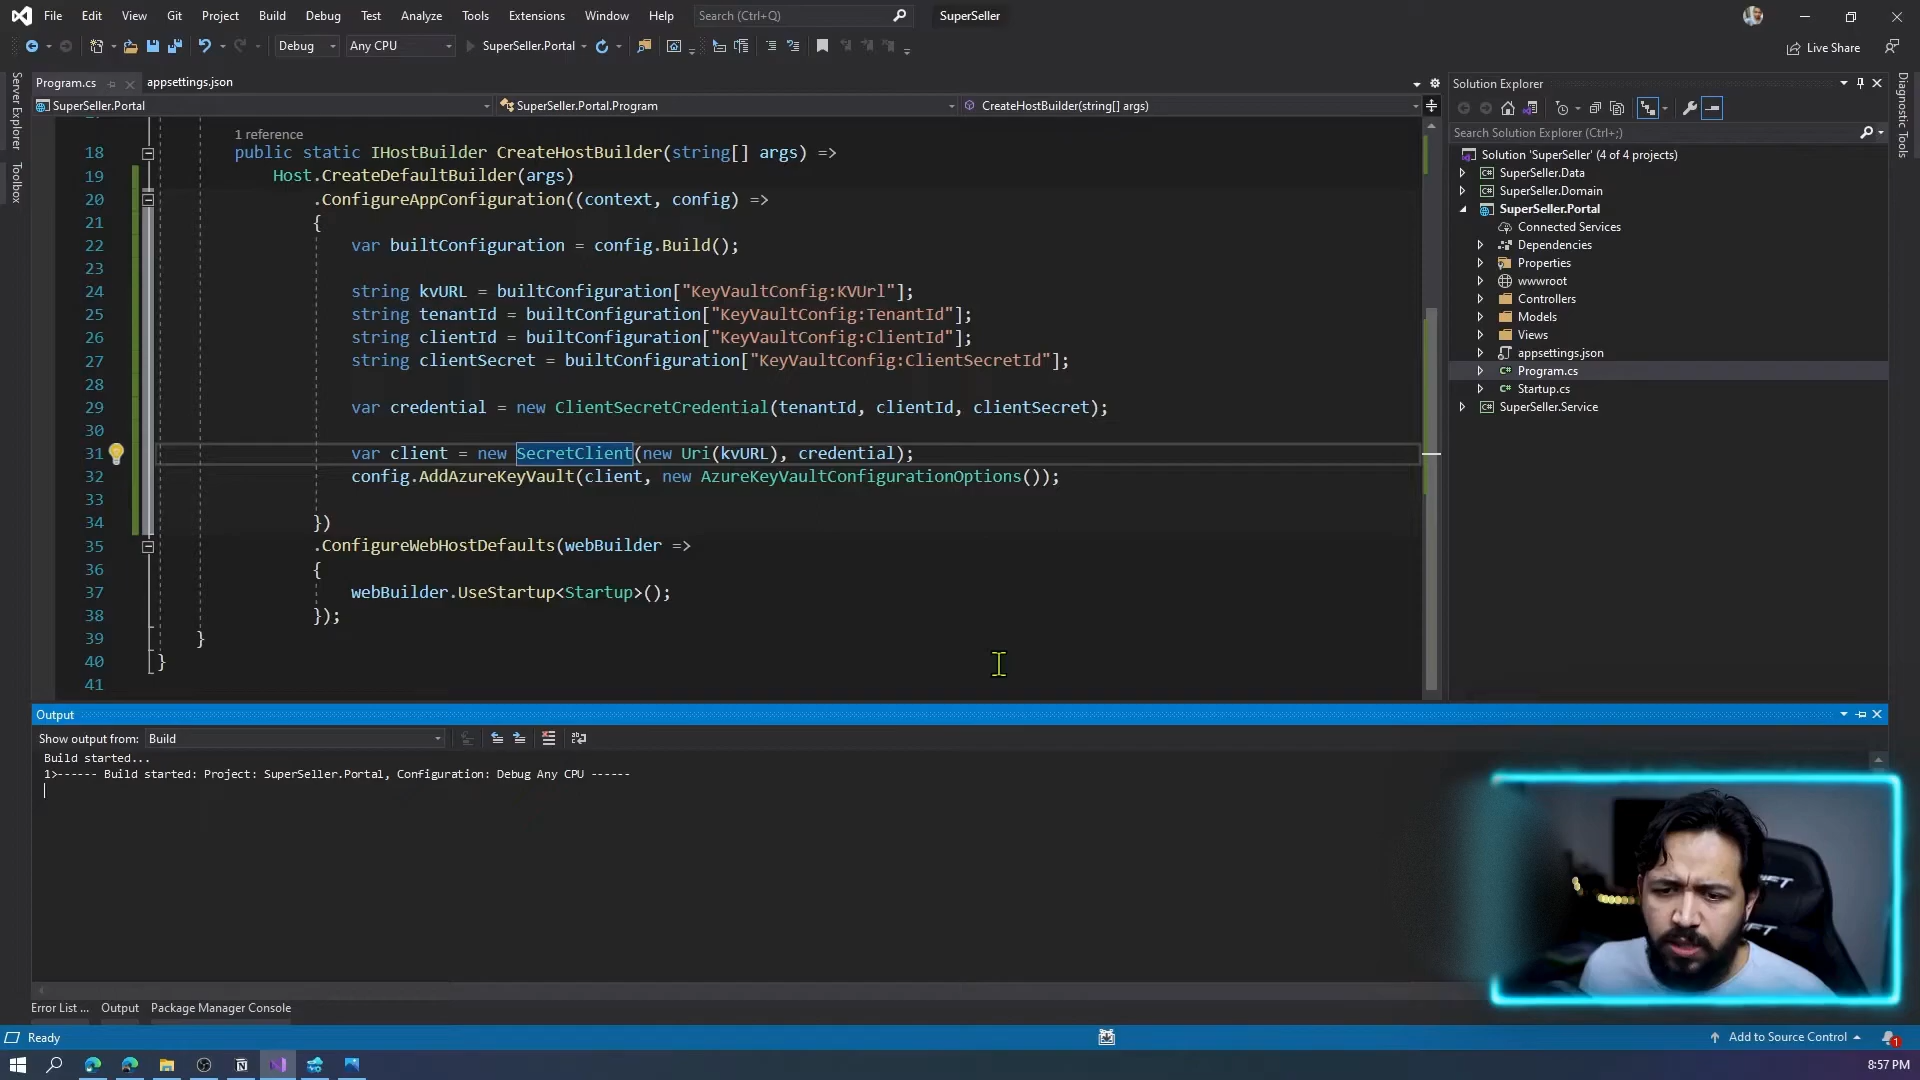 File Edit View Git Project Build Debug Test Analyze Tools Extensions Window Help Search (Ctrl+Q) SuperSeller
Debug Any CPU SuperSeller.Portal Live Share
Server Explorer
Toolbox
Program.cs appsettings.json
SuperSeller.Portal SuperSeller.Portal.Program CreateHostBuilder(string[] args)
1 reference
18 public static IHostBuilder CreateHostBuilder(string[] args) =>
19 Host.CreateDefaultBuilder(args)
20 .ConfigureAppConfiguration((context, config) =>
21 {
22 var builtConfiguration = config.Build();
23
24 string kvURL = builtConfiguration["KeyVaultConfig:KVUrl"];
25 string tenantId = builtConfiguration["KeyVaultConfig:TenantId"];
26 string clientId = builtConfiguration["KeyVaultConfig:ClientId"];
27 string clientSecret = builtConfiguration["KeyVaultConfig:ClientSecretId"];
28
29 var credential = new ClientSecretCredential(tenantId, clientId, clientSecret);
30
31 var client = new SecretClient(new Uri(kvURL), credential);
32 config.AddAzureKeyVault(client, new AzureKeyVaultConfigurationOptions());
33
34 })
35 .ConfigureWebHostDefaults(webBuilder =>
36 {
37 webBuilder.UseStartup<Startup>();
38 });
39 }
40 }
41
Solution Explorer
Search Solution Explorer (Ctrl+;)
Solution 'SuperSeller' (4 of 4 projects)
SuperSeller.Data
SuperSeller.Domain
SuperSeller.Portal
Connected Services
Dependencies
Properties
wwwroot
Controllers
Models
Views
appsettings.json
C# Program.cs
C# Startup.cs
SuperSeller.Service
Diagnostic Tools
Output
Show output from: Build
Build started...
1>------ Build started: Project: SuperSeller.Portal, Configuration: Debug Any CPU ------
Error List ... Output Package Manager Console
Ready Add to Source Control 1
8:57 PM